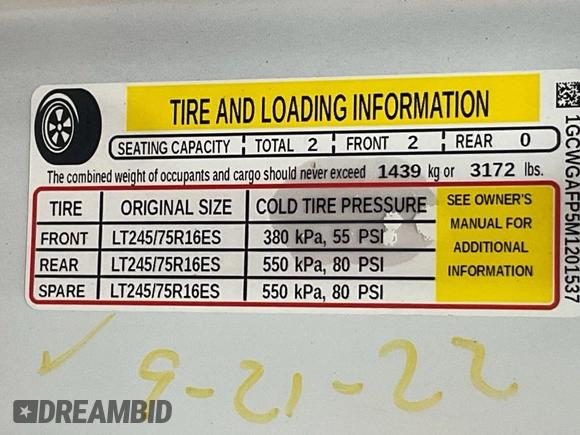 TIRE AND LOADING INFORMATION
SEATING CAPACITY TOTAL 2 FRONT 2 REAR 0
The combined weight of occupants and cargo should never exceed 1439 kg or 3172 lbs.
TIRE ORIGINAL SIZE COLD TIRE PRESSURE
FRONT LT245/75R16ES 380 kPa, 55 PSI
REAR LT245/75R16ES 550 kPa, 80 PSI
SPARE LT245/75R16ES 550 kPa, 80 PSI
SEE OWNER'S
MANUAL FOR
ADDITIONAL
INFORMATION
1GCWGAFP5M1201537
9-21-22
DREAMBID